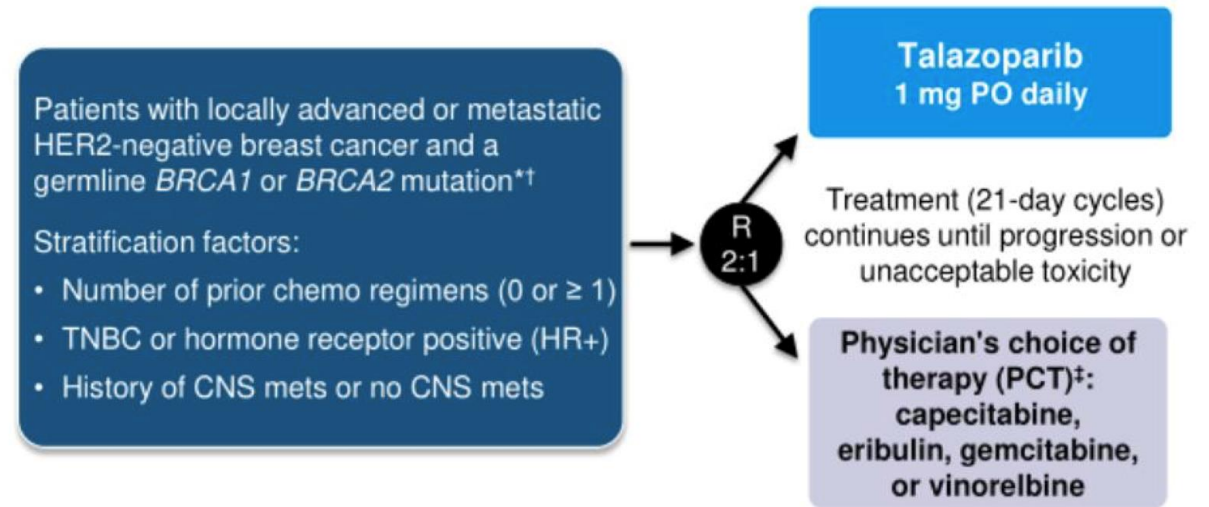 Patients with locally advanced or metastatic
HER2-negative breast cancer and a
germline BRCA1 or BRCA2 mutation*†
Stratification factors:
• Number of prior chemo regimens (0 or ≥ 1)
• TNBC or hormone receptor positive (HR+)
• History of CNS mets or no CNS mets
R
2:1
Talazoparib
1 mg PO daily
Treatment (21-day cycles)
continues until progression or
unacceptable toxicity
Physician's choice of
therapy (PCT)‡:
capecitabine,
eribulin, gemcitabine,
or vinorelbine